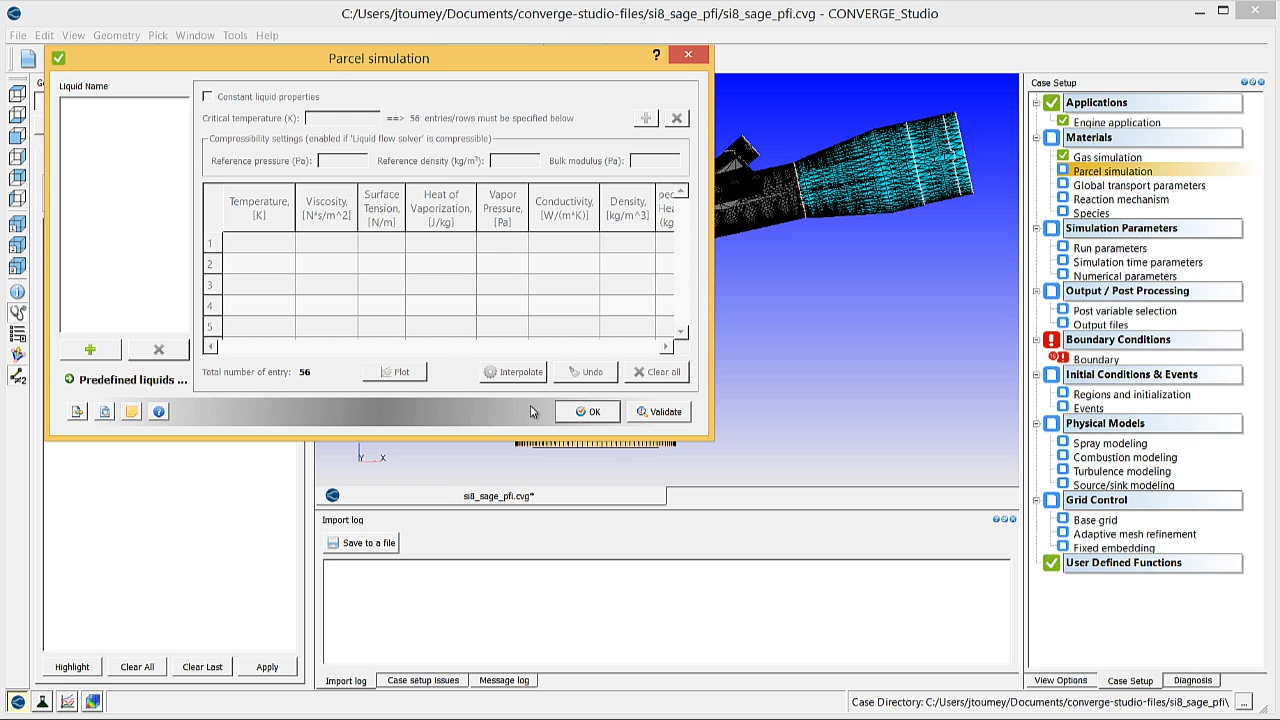 C:/Users/jtoumey/Documents/converge-studio-files/si8_sage_pfi/si8_sage_pfi.cvg - CONVERGE_Studio
File Edit View Geometry Pick Window Tools Help
Parcel simulation
?
Liquid Name
Constant liquid properties
Critical temperature (K):
==> 56 entries/rows must be specified below
Compressibility settings (enabled if 'Liquid flow solver' is compressible)
Reference pressure (Pa):
Reference density (kg/m³):
Bulk modulus (Pa):
Temperature, [K]
Viscosity, [N*s/m^2]
Surface Tension, [N/m]
Heat of Vaporization, [J/kg]
Vapor Pressure, [Pa]
Conductivity, [W/(m*K)]
Density, [kg/m^3]
1
2
3
4
5
Predefined liquids ...
Total number of entry: 56
Plot
Interpolate
Undo
Clear all
OK
Validate
Y X
si8_sage_pfi.cvg*
Import log
Save to a file
Highlight
Clear All
Clear Last
Apply
Import log
Case setup issues
Message log
Case Setup
Applications
Engine application
Materials
Gas simulation
Parcel simulation
Global transport parameters
Reaction mechanism
Species
Simulation Parameters
Run parameters
Simulation time parameters
Numerical parameters
Output / Post Processing
Post variable selection
Output files
Boundary Conditions
Boundary
Initial Conditions & Events
Regions and initialization
Events
Physical Models
Spray modeling
Combustion modeling
Turbulence modeling
Source/sink modeling
Grid Control
Base grid
Adaptive mesh refinement
Fixed embedding
User Defined Functions
View Options
Case Setup
Diagnosis
Case Directory: C:/Users/jtoumey/Documents/converge-studio-files/si8_sage_pfi\
...